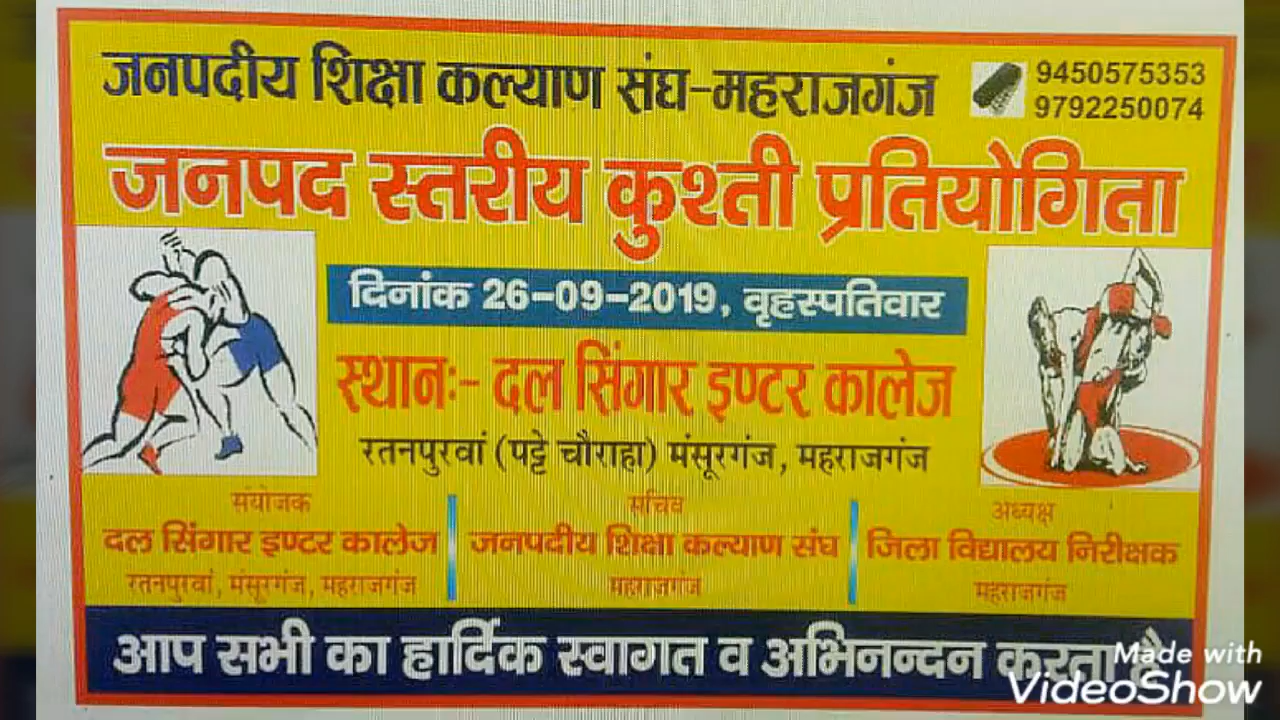 जनपदीय शिक्षा कल्याण संघ-महराजगंज
9450575353
9792250074
जनपद स्तरीय कुश्ती प्रतियोगिता
दिनांक 26-09-2019, वृहस्पतिवार
स्थानः- दल सिंगार इण्टर कालेज
रतनपुरवां (पट्टे चौराहा) मंसूरगंज, महराजगंज
संयोजक
दल सिंगार इण्टर कालेज
रतनपुरवां, मंसूरगंज, महराजगंज
सचिव
जनपदीय शिक्षा कल्याण संघ
महाराजगंज
अध्यक्ष
जिला विद्यालय निरीक्षक
महराजगंज
आप सभी का हार्दिक स्वागत व अभिनन्दन करता है
Made with
VideoShow